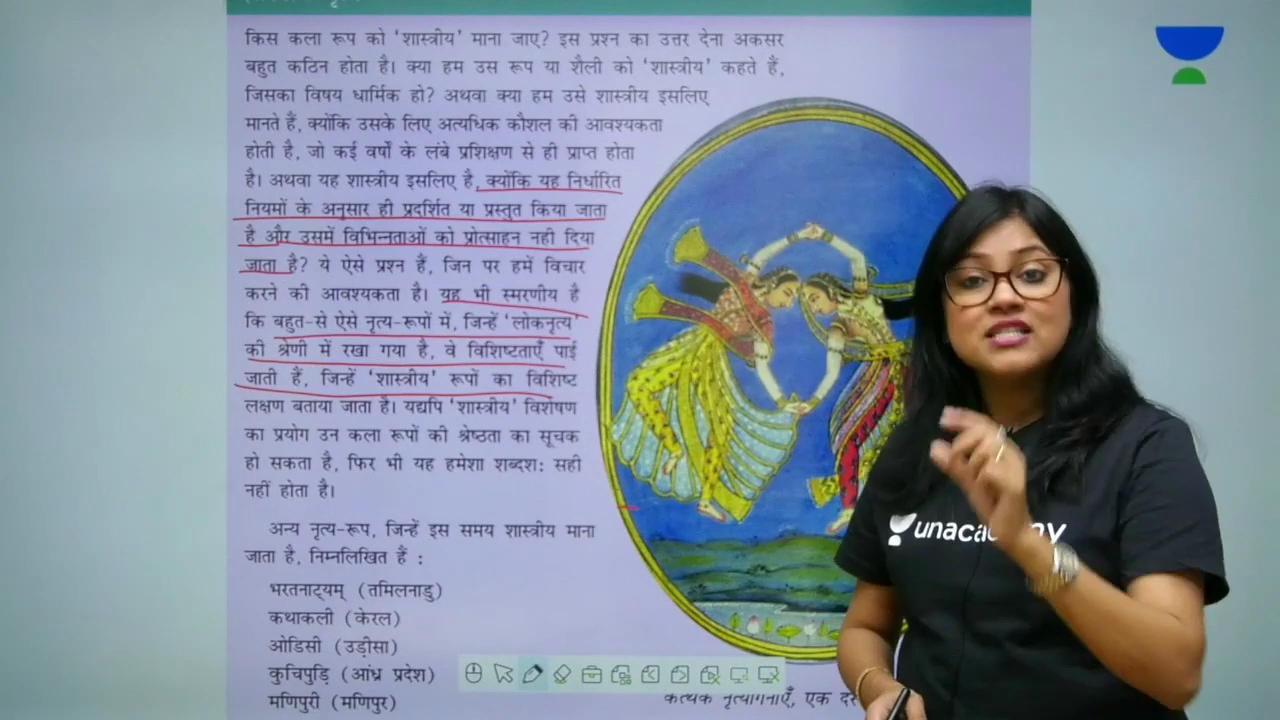 किस कला रूप को ‘शास्त्रीय’ माना जाए? इस प्रश्न का उत्तर देना अकसर
बहुत कठिन होता है। क्या हम उस रूप या शैली को ‘शास्त्रीय’ कहते हैं,
जिसका विषय धार्मिक हो? अथवा क्या हम उसे शास्त्रीय इसलिए
मानते हैं, क्योंकि उसके लिए अत्यधिक कौशल की आवश्यकता
होती है, जो कई वर्षों के लंबे प्रशिक्षण से ही प्राप्त होता
है। अथवा यह शास्त्रीय इसलिए है, क्योंकि यह निर्धारित
नियमों के अनुसार ही प्रदर्शित या प्रस्तुत किया जाता
है और उसमें विभिन्नताओं को प्रोत्साहन नही दिया
जाता है? ये ऐसे प्रश्न हैं, जिन पर हमें विचार
करने की आवश्यकता है। यह भी स्मरणीय है
कि बहुत-से ऐसे नृत्य-रूपों में, जिन्हें ‘लोकनृत्य
की श्रेणी में रखा गया है, वे विशिष्टताएँ पाई
जाती हैं, जिन्हें ‘शास्त्रीय’ रूपों का विशिष्ट
लक्षण बताया जाता है। यद्यपि ‘शास्त्रीय’ विशेषण
का प्रयोग उन कला रूपों की श्रेष्ठता का सूचक
हो सकता है, फिर भी यह हमेशा शब्दशः सही
नहीं होता है।
अन्य नृत्य-रूप, जिन्हें इस समय शास्त्रीय माना
जाता है, निम्नलिखित हैं :
भरतनाट्यम् (तमिलनाडु)
कथाकली (केरल)
ओडिसी (उड़ीसा)
कुचिपुड़ि (आंध्र प्रदेश)
मणिपुरी (मणिपुर)
कत्थक नृत्यांगनाएँ, एक
unacademy